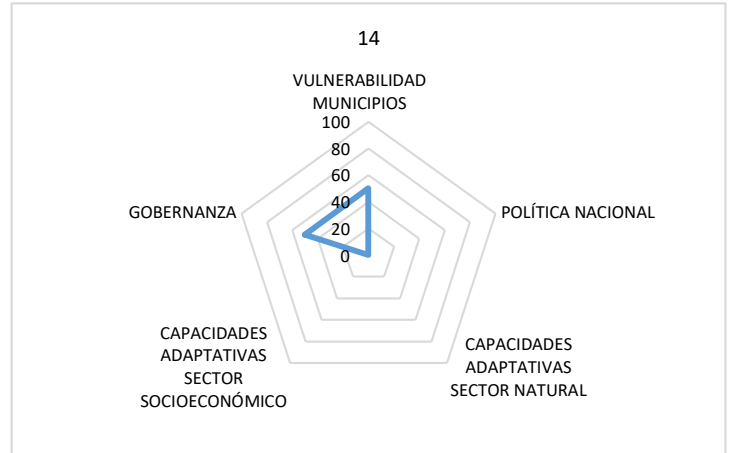 14
VULNERABILIDAD
MUNICIPIOS
100
80
60
40
20
0
GOBERNANZA
POLÍTICA NACIONAL
CAPACIDADES
ADAPTATIVAS
SECTOR
SOCIOECONÓMICO
CAPACIDADES
ADAPTATIVAS
SECTOR NATURAL